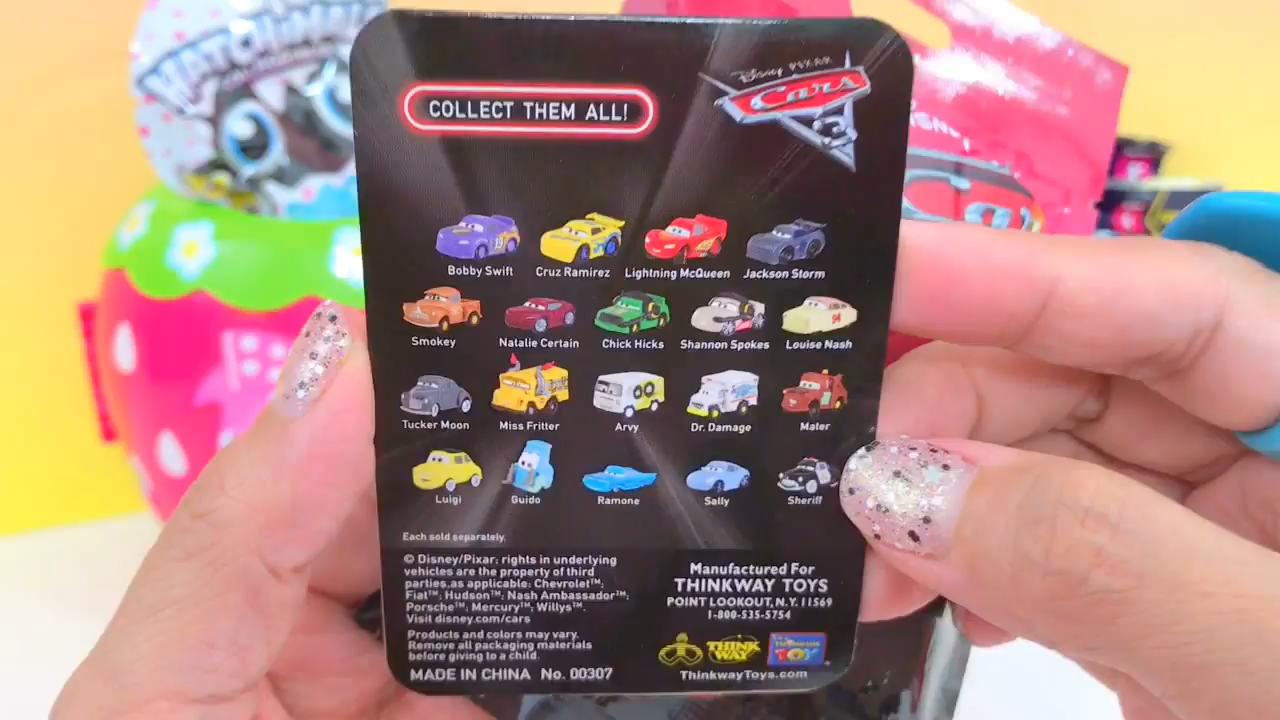 COLLECT THEM ALL!
Disney PIXAR
Cars
3
Bobby Swift Cruz Ramirez Lightning McQueen Jackson Storm
19
Smokey Natalie Certain Chick Hicks Shannon Spokes Louise Nash
94
Tucker Moon Miss Fritter Arvy Dr. Damage Mater
Luigi Guido Ramone Sally Sheriff
Each sold separately.
© Disney/Pixar: rights in underlying
vehicles are the property of third
parties,as applicable: Chevrolet™;
Fiat™; Hudson™; Nash Ambassador™;
Porsche™; Mercury™; Willys™.
Visit disney.com/cars
Products and colors may vary.
Remove all packaging materials
before giving to a child.
MADE IN CHINA No. 00307
Manufactured For
THINKWAY TOYS
POINT LOOKOUT, N.Y. 11569
1-800-535-5754
THINK
WAY
TOY
ThinkwayToys.com